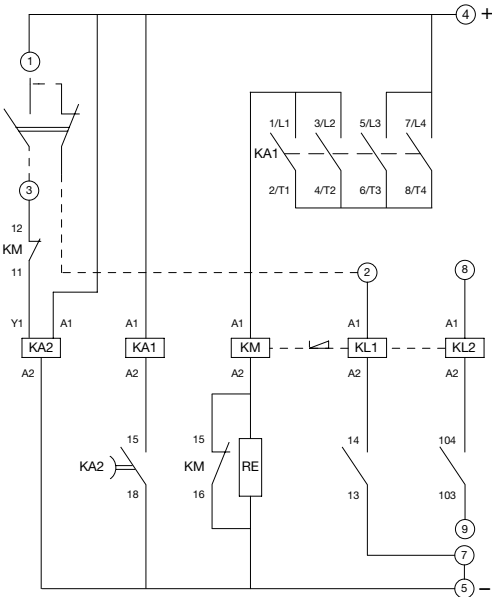 4 +
1
1/L1 3/L2 5/L3 7/L4
KA1
2/T1 4/T2 6/T3 8/T4
3
12
KM
11
2 8
Y1 A1 A1 A1 A1 A1
KA2 KA1 KM KL1 KL2
A2 A2 A2 A2 A2
15 15 14 104
KA2 KM RE
18 16 13 103
9
7
5 −